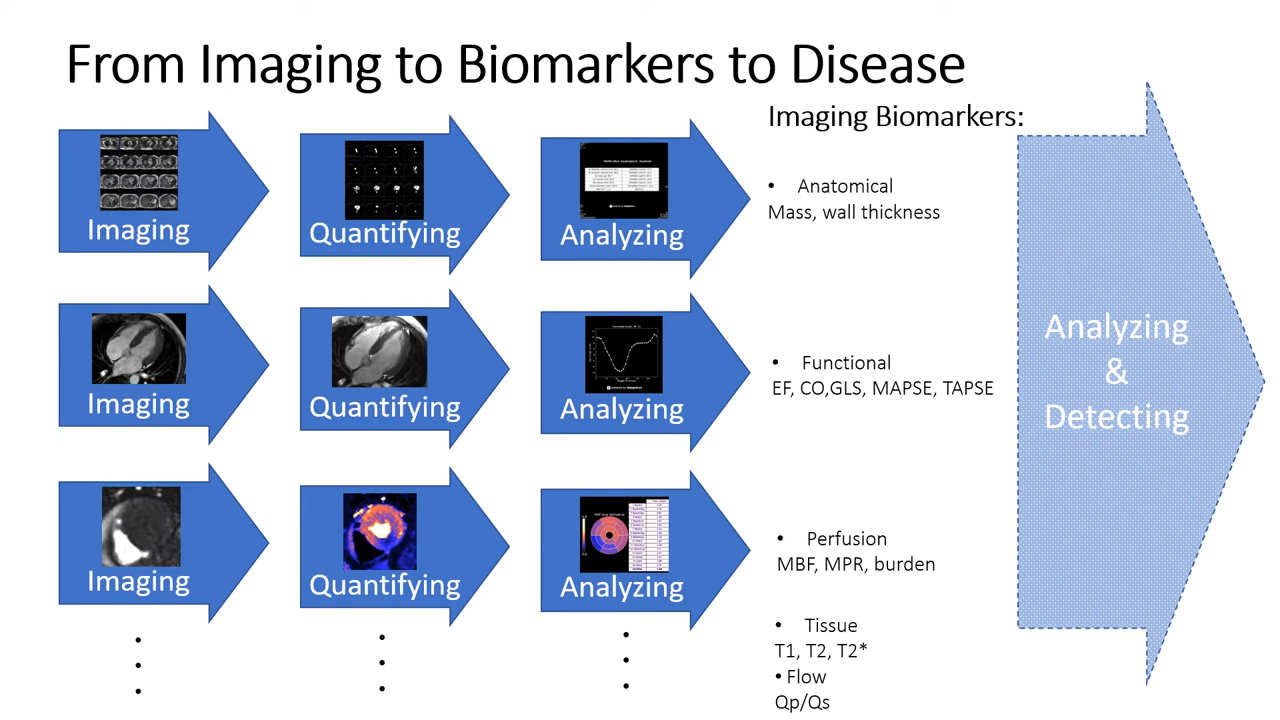 From Imaging to Biomarkers to Disease
Imaging Biomarkers:
Imaging
Quantifying
Analyzing
• Anatomical
Mass, wall thickness
Imaging
Quantifying
Analyzing
• Functional
EF, CO,GLS, MAPSE, TAPSE
Imaging
Quantifying
Analyzing
• Perfusion
MBF, MPR, burden
• Tissue
T1, T2, T2*
• Flow
Qp/Qs
Analyzing
&
Detecting